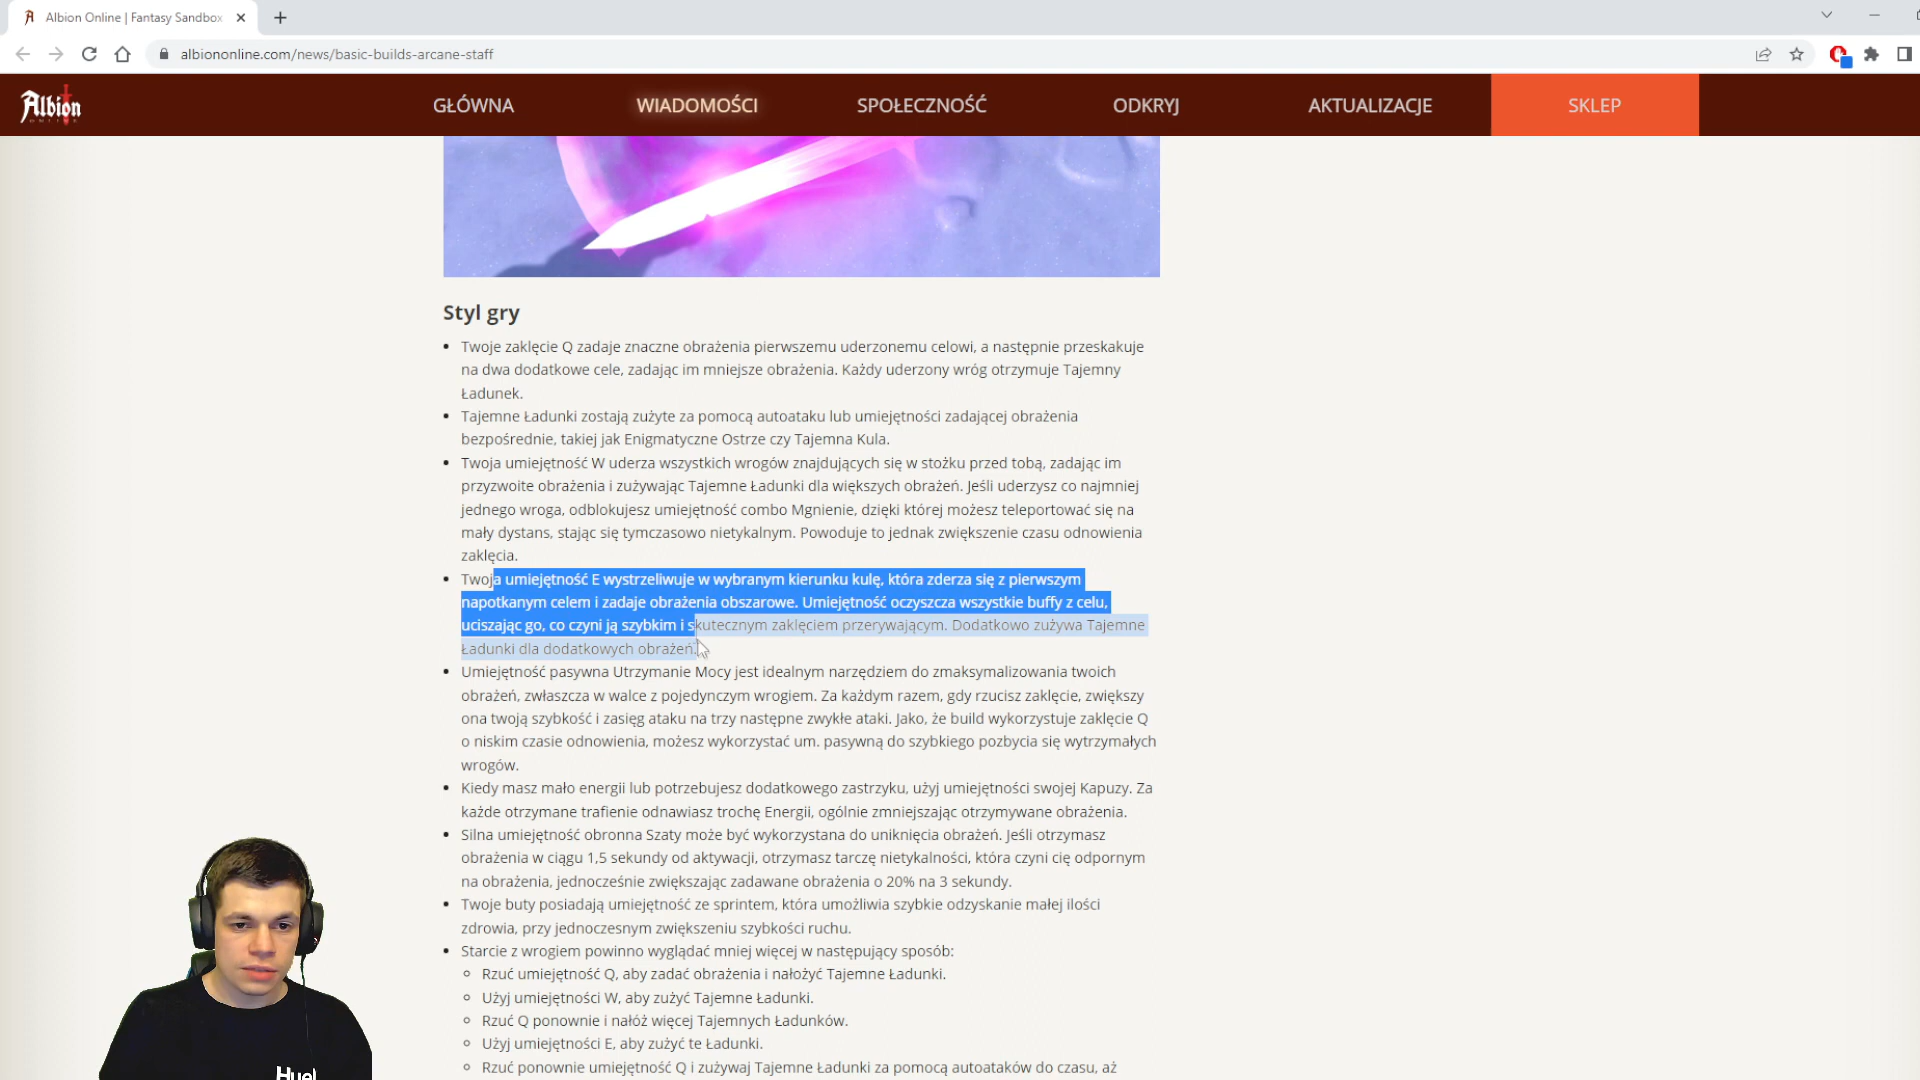 Albion Online | Fantasy Sandbox
albiononline.com/news/basic-builds-arcane-staff
Albion
ONLINE
GŁÓWNA
WIADOMOŚCI
SPOŁECZNOŚĆ
ODKRYJ
AKTUALIZACJE
SKLEP
Styl gry
Twoje zaklęcie Q zadaje znaczne obrażenia pierwszemu uderzonemu celowi, a następnie przeskakuje
na dwa dodatkowe cele, zadając im mniejsze obrażenia. Każdy uderzony wróg otrzymuje Tajemny
Ładunek.
Tajemne Ładunki zostają zużyte za pomocą autoataku lub umiejętności zadającej obrażenia
bezpośrednie, takiej jak Enigmatyczne Ostrze czy Tajemna Kula.
Twoja umiejętność W uderza wszystkich wrogów znajdujących się w stożku przed tobą, zadając im
przyzwoite obrażenia i zużywając Tajemne Ładunki dla większych obrażeń. Jeśli uderzysz co najmniej
jednego wroga, odblokujesz umiejętność combo Mgnienie, dzięki której możesz teleportować się na
mały dystans, stając się tymczasowo nietykalnym. Powoduje to jednak zwiększenie czasu odnowienia
zaklęcia.
Twoja umiejętność E wystrzeliwuje w wybranym kierunku kulę, która zderza się z pierwszym
napotkanym celem i zadaje obrażenia obszarowe. Umiejętność oczyszcza wszystkie buffy z celu,
uciszając go, co czyni ją szybkim i skutecznym zaklęciem przerywającym. Dodatkowo zużywa Tajemne
Ładunki dla dodatkowych obrażeń.
Umiejętność pasywna Utrzymanie Mocy jest idealnym narzędziem do zmaksymalizowania twoich
obrażeń, zwłaszcza w walce z pojedynczym wrogiem. Za każdym razem, gdy rzucisz zaklęcie, zwiększy
ona twoją szybkość i zasięg ataku na trzy następne zwykłe ataki. Jako, że build wykorzystuje zaklęcie Q
o niskim czasie odnowienia, możesz wykorzystać um. pasywną do szybkiego pozbycia się wytrzymałych
wrogów.
Kiedy masz mało energii lub potrzebujesz dodatkowego zastrzyku, użyj umiejętności swojej Kapuzy. Za
każde otrzymane trafienie odnawiasz trochę Energii, ogólnie zmniejszając otrzymywane obrażenia.
Silna umiejętność obronna Szaty może być wykorzystana do uniknięcia obrażeń. Jeśli otrzymasz
obrażenia w ciągu 1,5 sekundy od aktywacji, otrzymasz tarczę nietykalności, która czyni cię odpornym
na obrażenia, jednocześnie zwiększając zadawane obrażenia o 20% na 3 sekundy.
Twoje buty posiadają umiejętność ze sprintem, która umożliwia szybkie odzyskanie małej ilości
zdrowia, przy jednoczesnym zwiększeniu szybkości ruchu.
Starcie z wrogiem powinno wyglądać mniej więcej w następujący sposób:
Rzuć umiejętność Q, aby zadać obrażenia i nałożyć Tajemne Ładunki.
Użyj umiejętności W, aby zużyć Tajemne Ładunki.
Rzuć Q ponownie i nałóż więcej Tajemnych Ładunków.
Użyj umiejętności E, aby zużyć te Ładunki.
Rzuć ponownie umiejętność Q i zużywaj Tajemne Ładunki za pomocą autoataków do czasu, aż
Huel